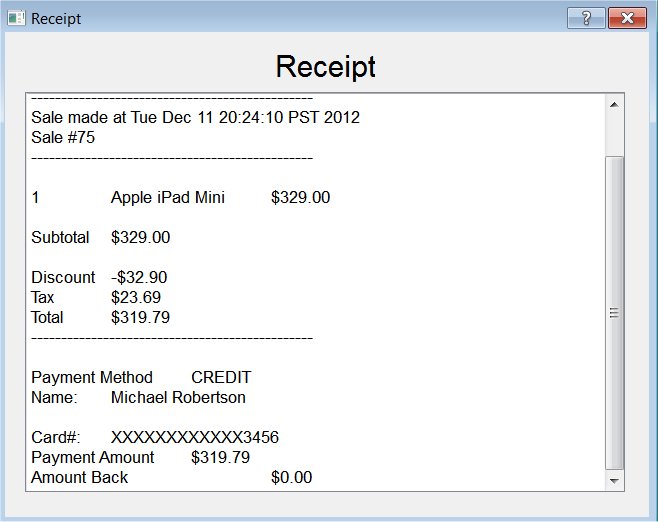 Receipt
Receipt
-----------------------------------------------
Sale made at Tue Dec 11 20:24:10 PST 2012
Sale #75
-----------------------------------------------
1 Apple iPad Mini $329.00
Subtotal $329.00
Discount -$32.90
Tax $23.69
Total $319.79
-----------------------------------------------
Payment Method CREDIT
Name: Michael Robertson
Card#: XXXXXXXXXXXX3456
Payment Amount $319.79
Amount Back $0.00